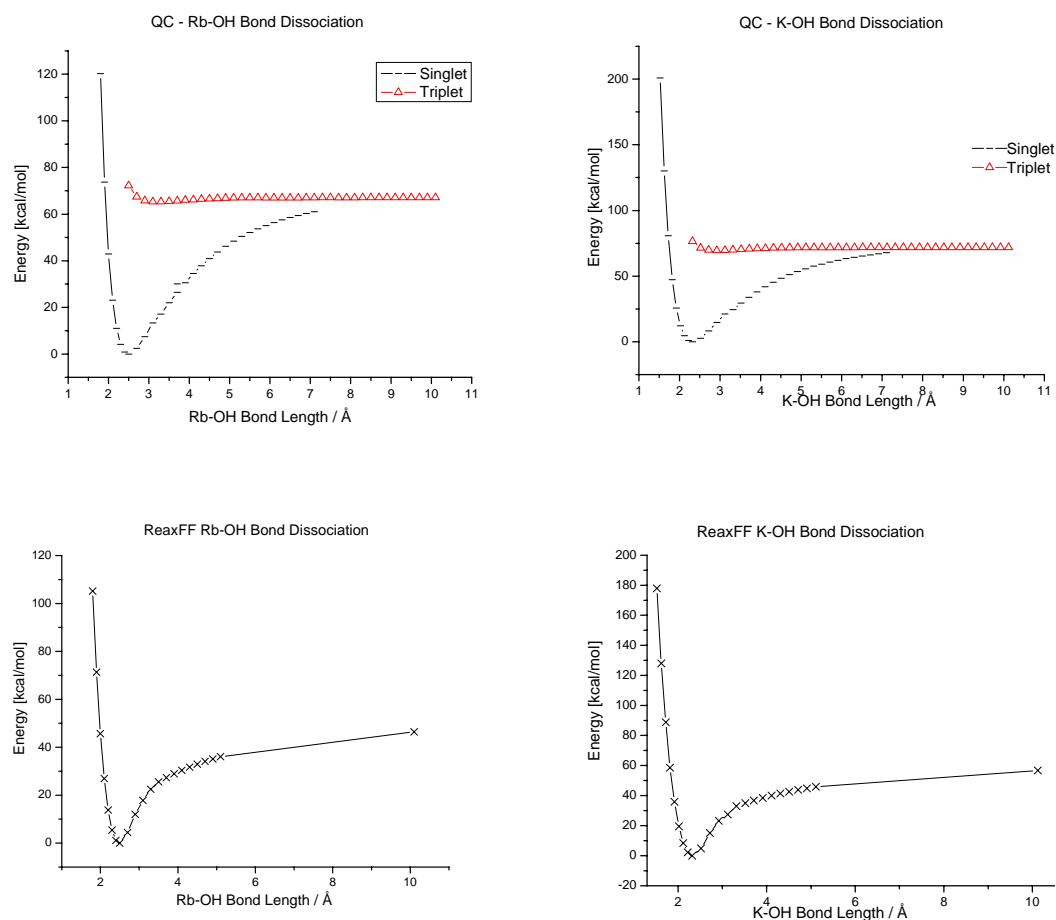 QC - Rb-OH Bond Dissociation
120
100
80
60
40
20
0
Energy [kcal/mol]
Singlet
Triplet
1 2 3 4 5 6 7 8 9 10 11
Rb-OH Bond Length / Å
QC - K-OH Bond Dissociation
200
150
100
50
0
Energy [kcal/mol]
Singlet
Triplet
1 2 3 4 5 6 7 8 9 10 11
K-OH Bond Length / Å
ReaxFF Rb-OH Bond Dissociation
120
100
80
60
40
20
0
Energy [kcal/mol]
2 4 6 8 10
Rb-OH Bond Length / Å
ReaxFF K-OH Bond Dissociation
200
180
160
140
120
100
80
60
40
20
0
-20
Energy [kcal/mol]
2 4 6 8 10
K-OH Bond Length / Å